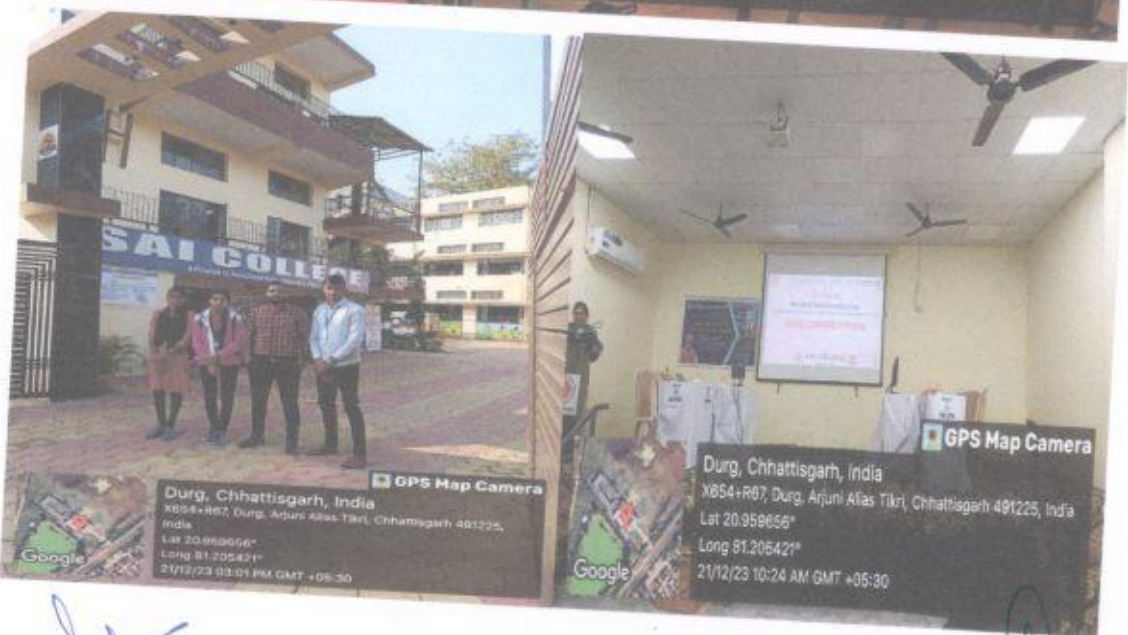 SAI COLLEGE
GPS Map Camera
Durg, Chhattisgarh, India
X654+R67, Durg, Arjuni Alias Tikri, Chhattisgarh 491225,
India
Lat 20.959656°
Long 81.205421°
21/12/23 03:01 PM GMT +05:30
Google
GPS Map Camera
Durg, Chhattisgarh, India
X654+R67, Durg, Arjuni Alias Tikri, Chhattisgarh 491225, India
Lat 20.959656°
Long 81.205421°
21/12/23 10:24 AM GMT +05:30
Google